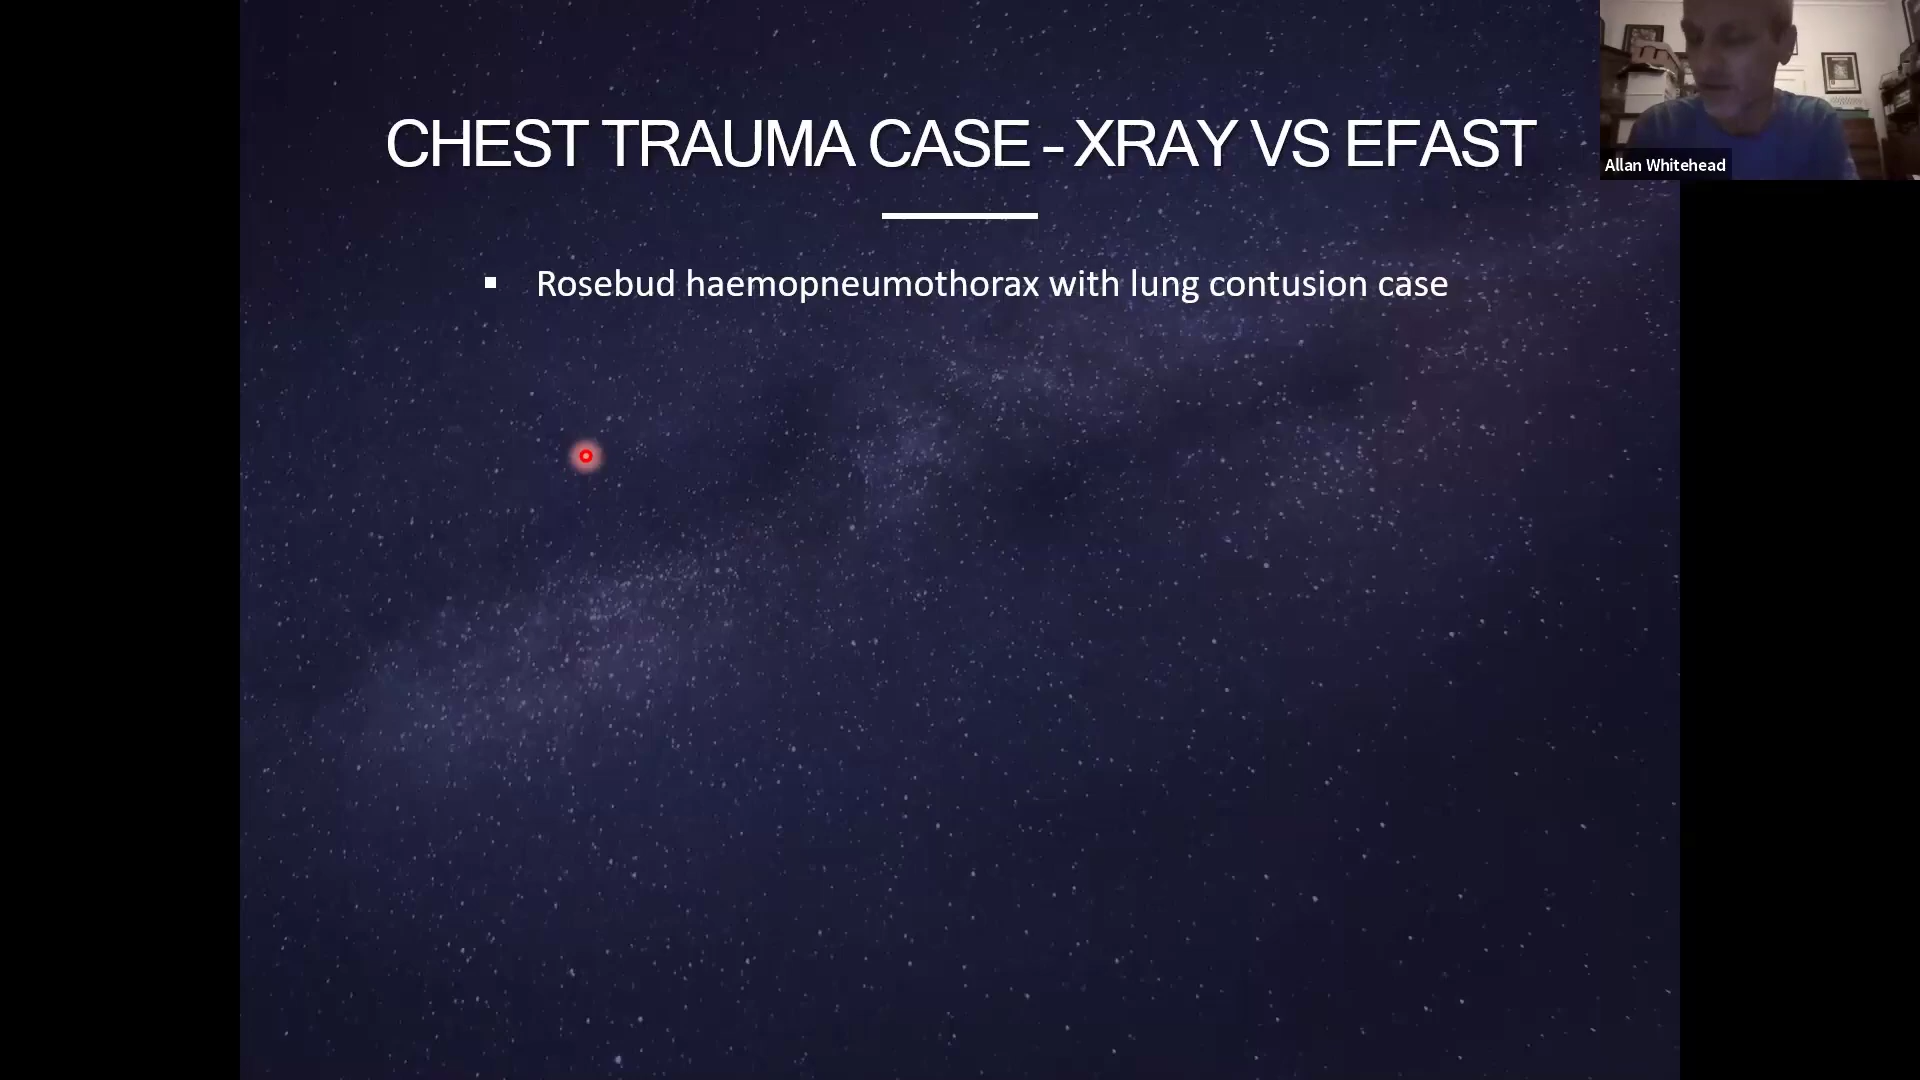 CHEST TRAUMA CASE - XRAY VS EFAST
Allan Whitehead
▪ Rosebud haemopneumothorax with lung contusion case